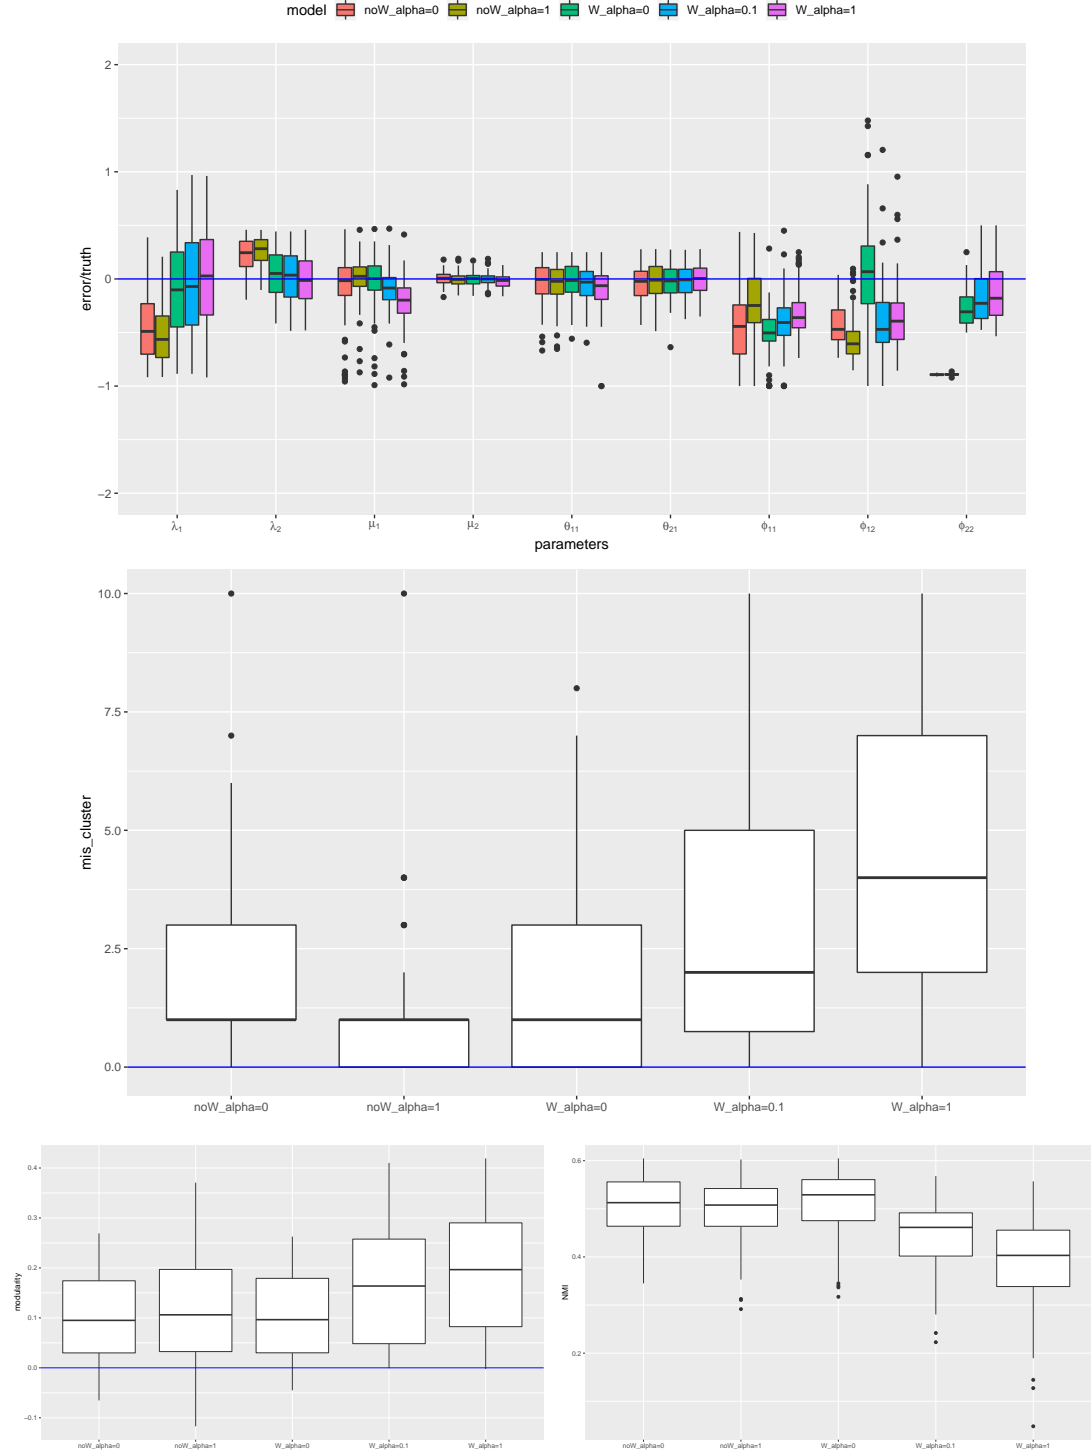 model noW_alpha=0 noW_alpha=1 W_alpha=0 W_alpha=0.1 W_alpha=1
2
1
0
−1
−2
error/truth
λ1 λ2 μ1 μ2 θ11 θ21 ϕ11 ϕ12 ϕ22
parameters
10.0
7.5
5.0
2.5
0.0
mis_cluster
noW_alpha=0 noW_alpha=1 W_alpha=0 W_alpha=0.1 W_alpha=1
0.4
0.3
0.2
0.1
0.0
−0.1
modularity
noW_alpha=0 noW_alpha=1 W_alpha=0 W_alpha=0.1 W_alpha=1
0.6
0.4
0.2
NMI
noW_alpha=0 noW_alpha=1 W_alpha=0 W_alpha=0.1 W_alpha=1